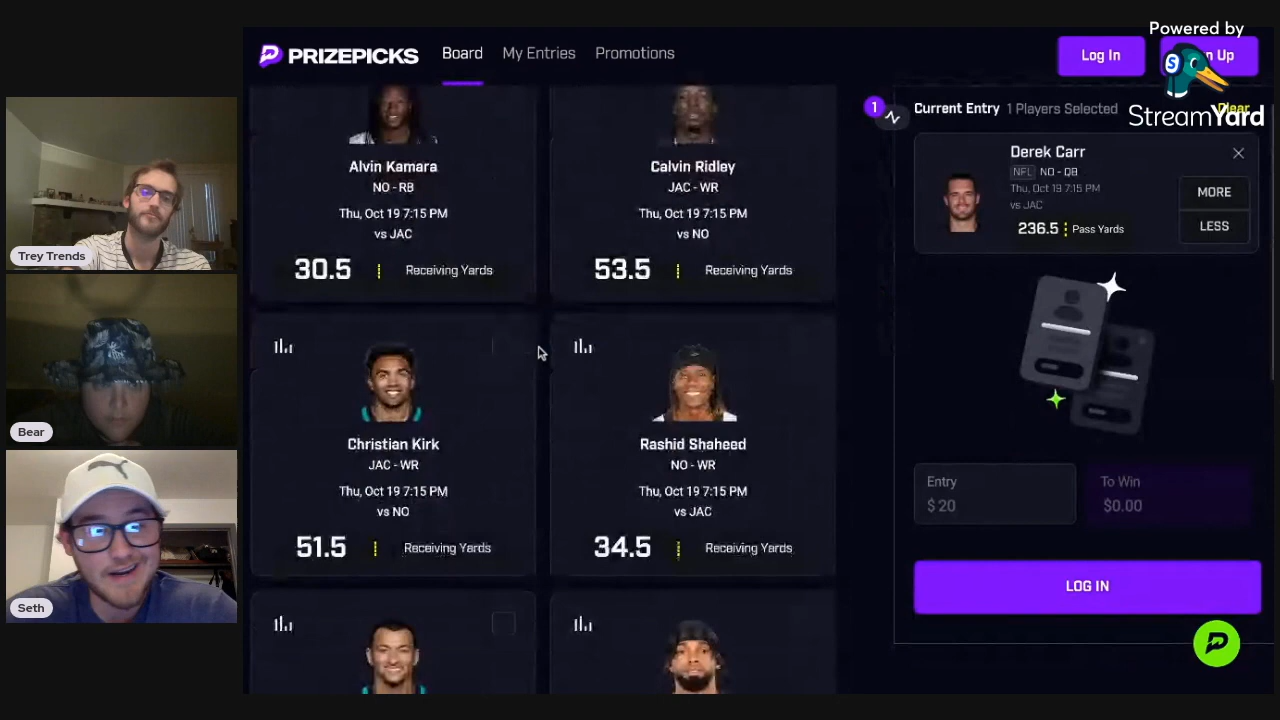 Powered by
StreamYard
PRIZEPICKS
Board
My Entries
Promotions
Log In
Up
Trey Trends
Bear
Seth
Alvin Kamara
NO - RB
Thu, Oct 19 7:15 PM
vs JAC
30.5
Receiving Yards
Calvin Ridley
JAC - WR
Thu, Oct 19 7:15 PM
vs NO
53.5
Receiving Yards
Christian Kirk
JAC - WR
Thu, Oct 19 7:15 PM
vs NO
51.5
Receiving Yards
Rashid Shaheed
NO - WR
Thu, Oct 19 7:15 PM
vs JAC
34.5
Receiving Yards
1
Current Entry 1 Players Selected
Clear
Derek Carr
NFL NO - QB
Thu, Oct 19 7:15 PM
vs JAC
236.5 Pass Yards
MORE
LESS
Entry
$ 20
To Win
$0.00
LOG IN